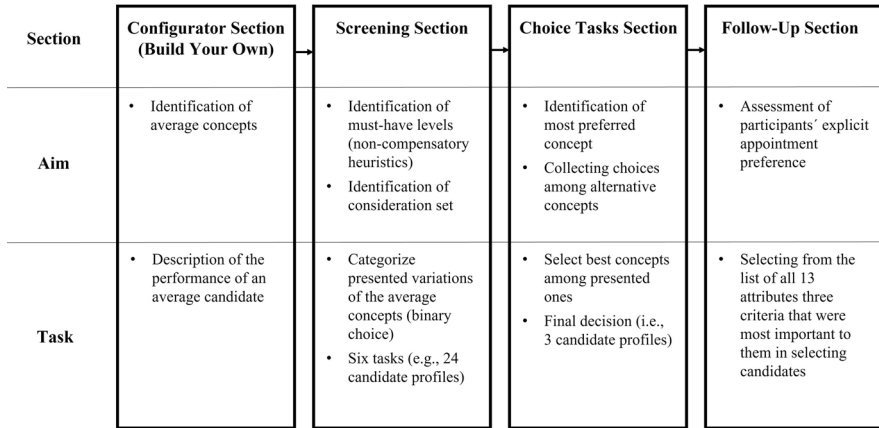 Section
Configurator Section
(Build Your Own)
Screening Section
Choice Tasks Section
Follow-Up Section
Aim
• Identification of
average concepts
• Identification of
must-have levels
(non-compensatory
heuristics)
• Identification of
consideration set
• Identification of
most preferred
concept
• Collecting choices
among alternative
concepts
• Assessment of
participants´ explicit
appointment
preference
Task
• Description of the
performance of an
average candidate
• Categorize
presented variations
of the average
concepts (binary
choice)
• Six tasks (e.g., 24
candidate profiles)
• Select best concepts
among presented
ones
• Final decision (i.e.,
3 candidate profiles)
• Selecting from the
list of all 13
attributes three
criteria that were
most important to
them in selecting
candidates